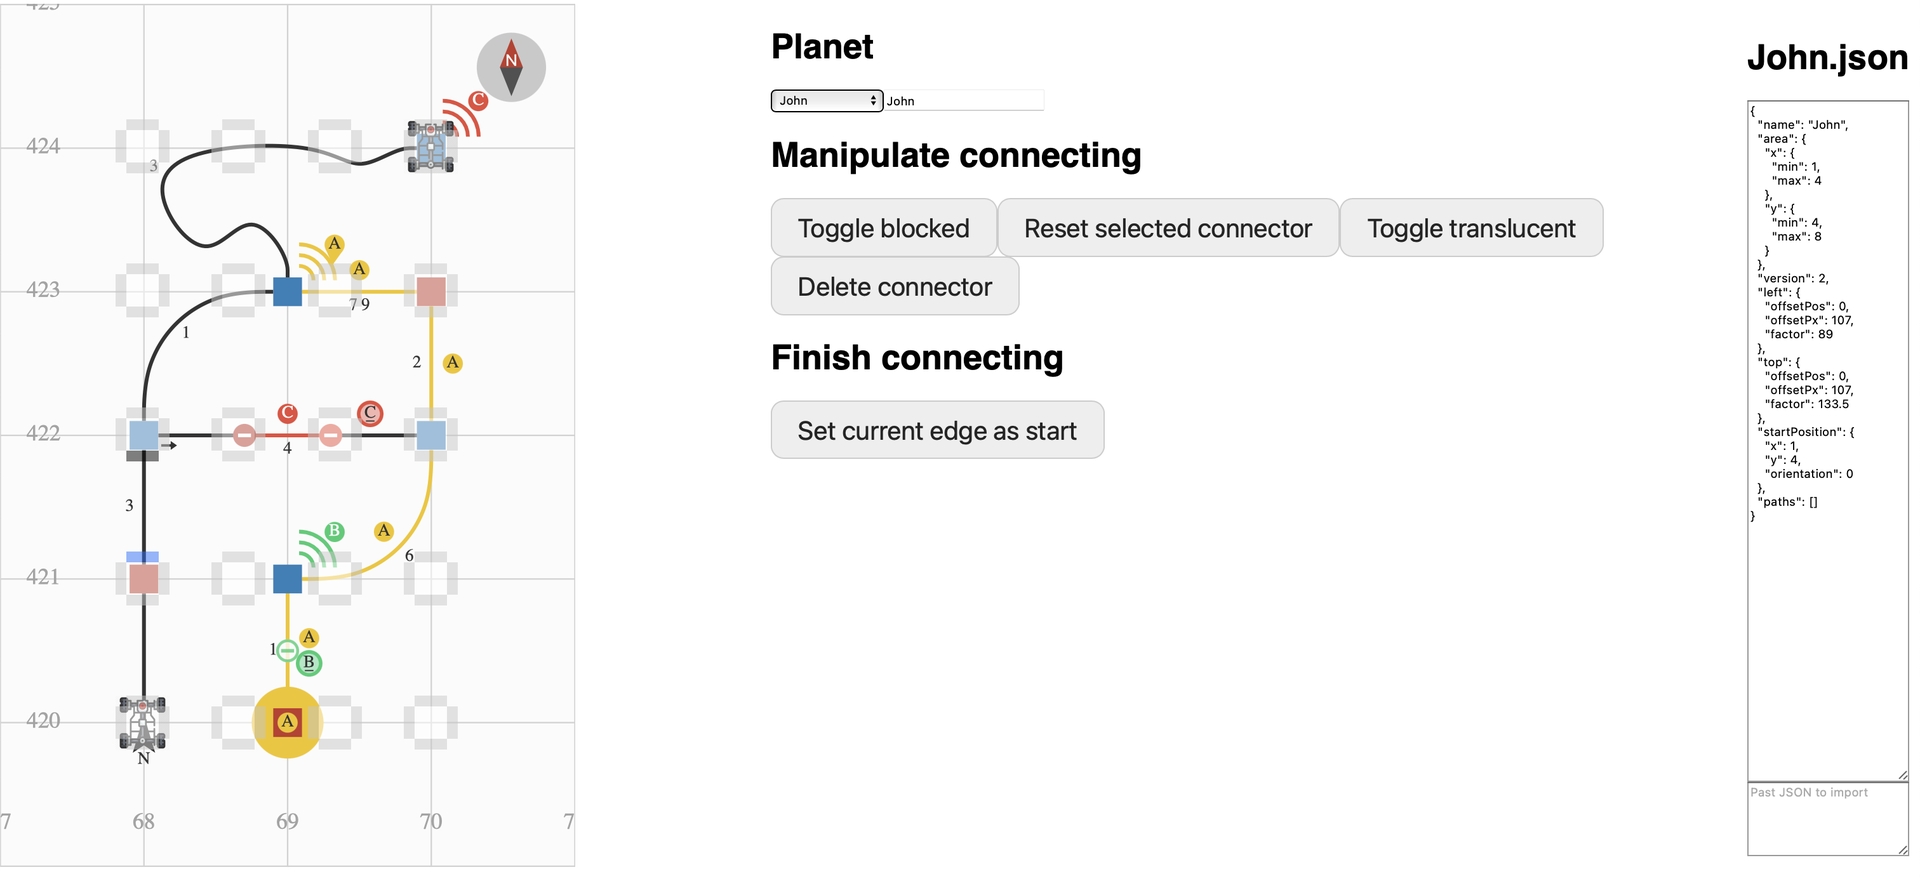 423
N
C
424
3
A
A
423
7 9
1
2
A
C
C
422
4
3
B
A
6
421
1
A
B
420
A
N
7
68
69
70
7
Planet
John
John
Manipulate connecting
Toggle blocked
Reset selected connector
Toggle translucent
Delete connector
Finish connecting
Set current edge as start
John.json
{
"name": "John",
"area": {
"x": {
"min": 1,
"max": 4
},
"y": {
"min": 4,
"max": 8
}
},
"version": 2,
"left": {
"offsetPos": 0,
"offsetPx": 107,
"factor": 89
},
"top": {
"offsetPos": 0,
"offsetPx": 107,
"factor": 133.5
},
"startPosition": {
"x": 1,
"y": 4,
"orientation": 0
},
"paths": []
}
Past JSON to import